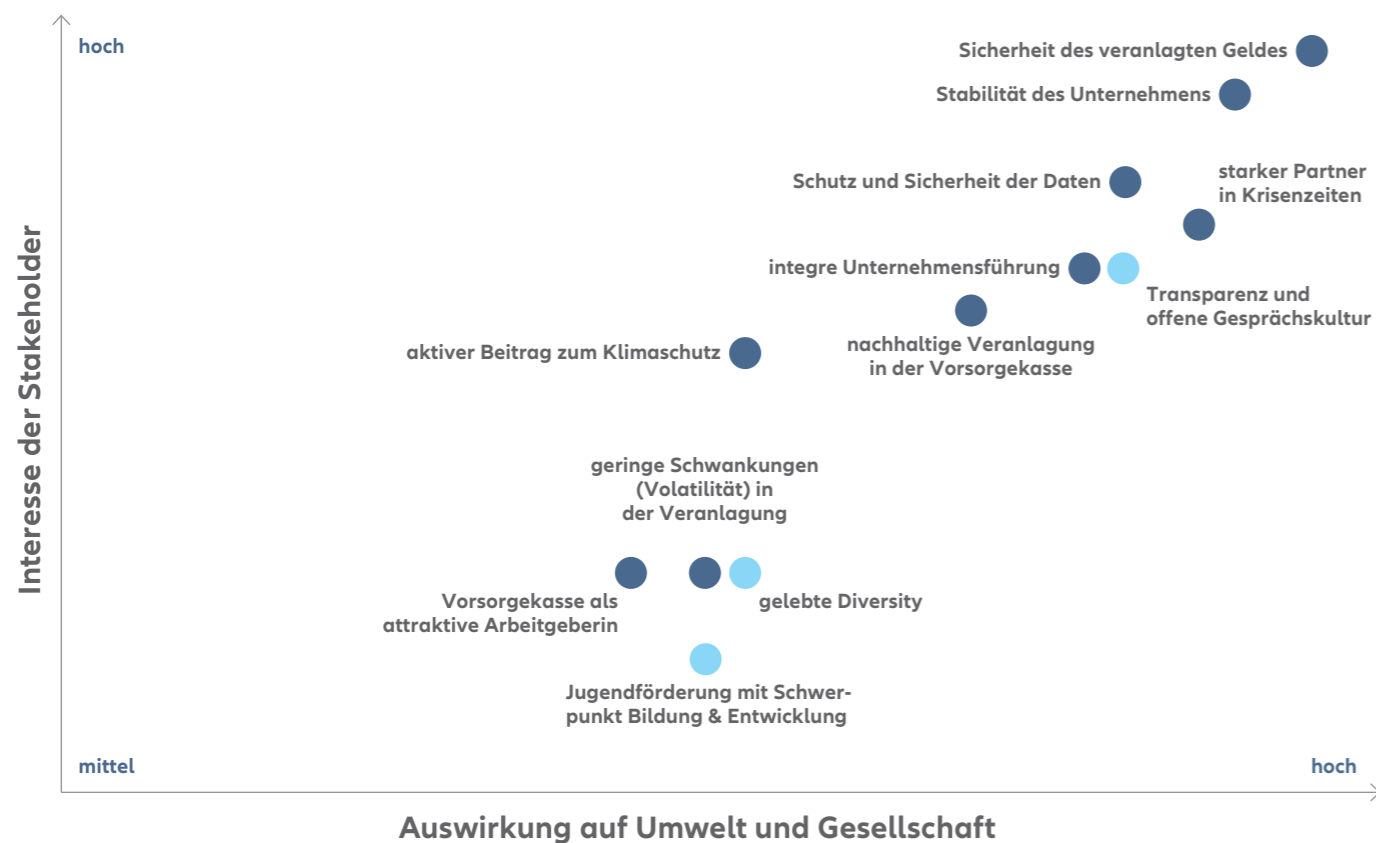 hoch
Sicherheit des veranlagten Geldes
Stabilität des Unternehmens
Schutz und Sicherheit der Daten
starker Partner
in Krisenzeiten
integre Unternehmensführung
Transparenz und
offene Gesprächskultur
nachhaltige Veranlagung
in der Vorsorgekasse
aktiver Beitrag zum Klimaschutz
geringe Schwankungen
(Volatilität) in
der Veranlagung
Vorsorgekasse als
attraktive Arbeitgeberin
gelebte Diversity
Jugendförderung mit Schwer-
punkt Bildung & Entwicklung
mittel
hoch
Interesse der Stakeholder
Auswirkung auf Umwelt und Gesellschaft